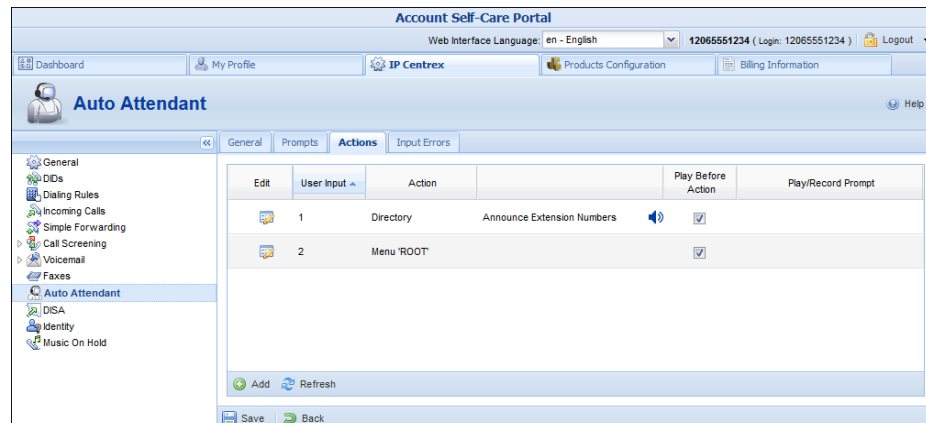 Account Self-Care Portal
Web Interface Language: en - English 12065551234 ( Login: 12065551234 ) Logout
Dashboard My Profile IP Centrex Products Configuration Billing Information
Auto Attendant Help
General Prompts Actions Input Errors
General
DIDs
Dialing Rules
Incoming Calls
Simple Forwarding
Call Screening
Voicemail
Faxes
Auto Attendant
DISA
Identity
Music On Hold
Edit User Input Action Play Before Action Play/Record Prompt
1 Directory Announce Extension Numbers
2 Menu 'ROOT'
Add Refresh
Save Back